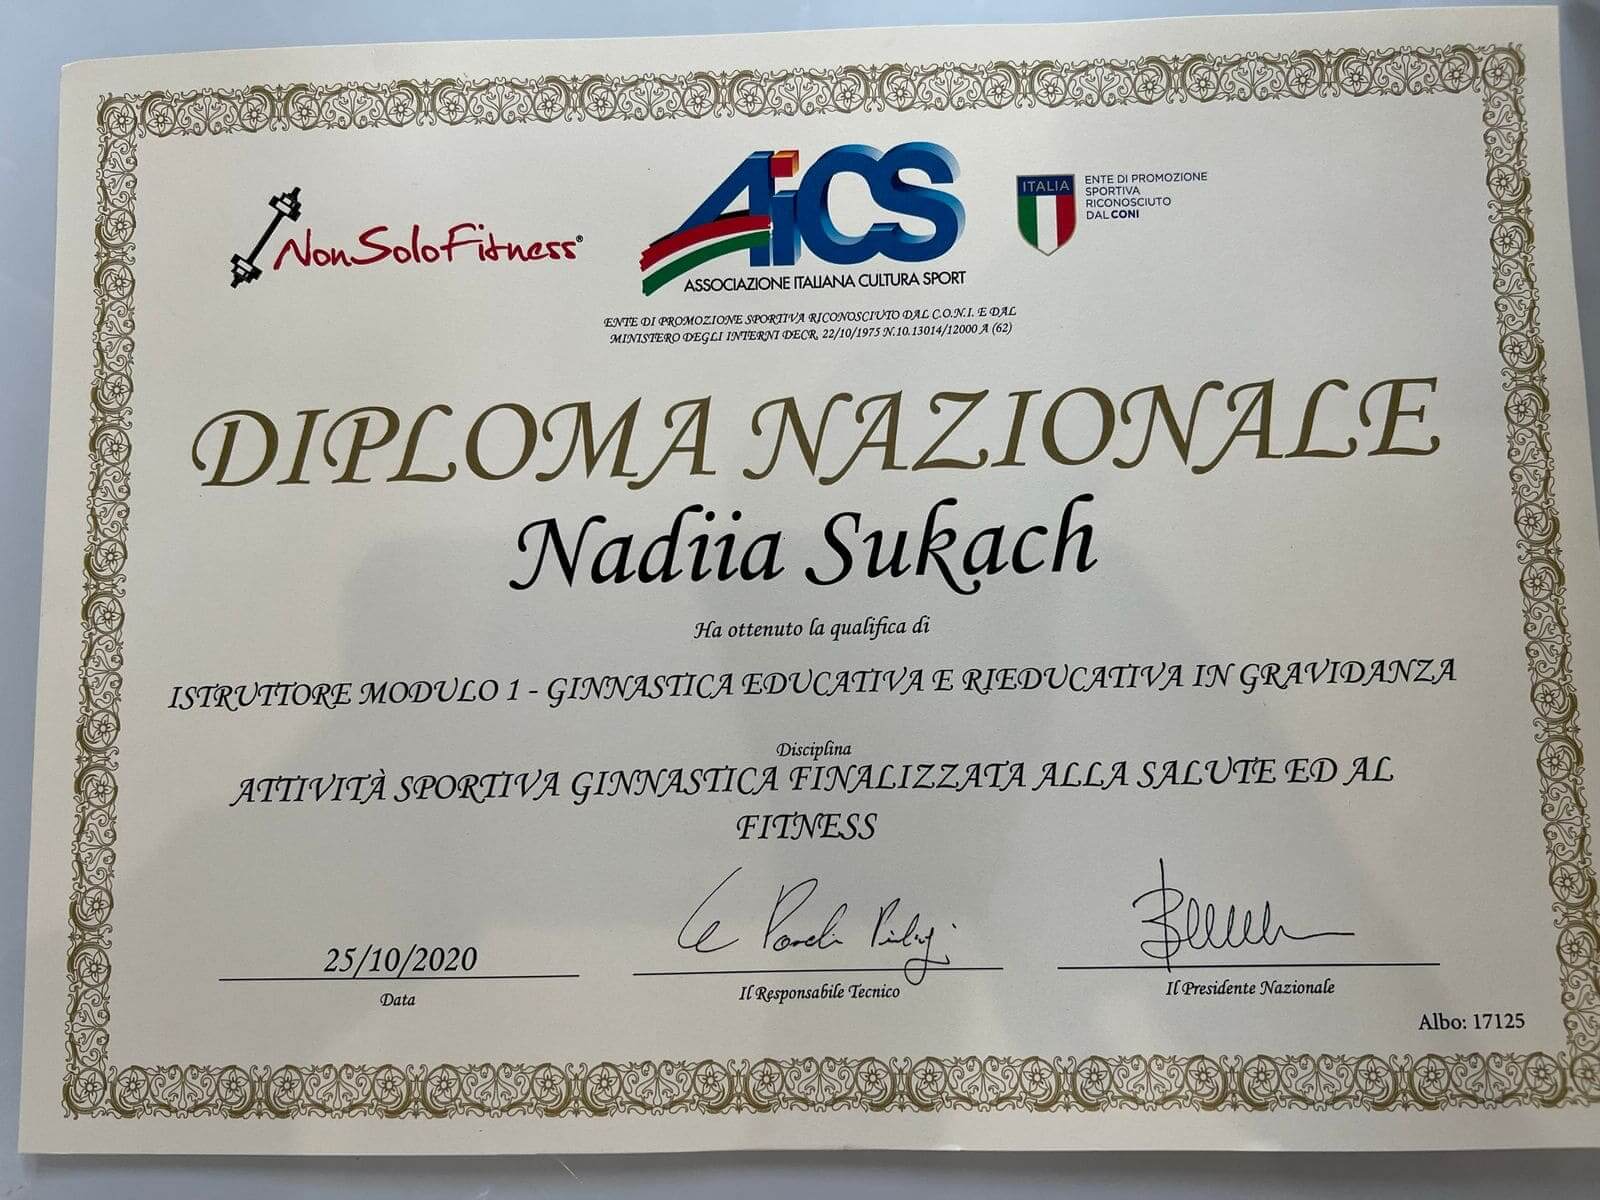 NonSoloFitness®
AiCS
ASSOCIAZIONE ITALIANA CULTURA SPORT
ITALIA
ENTE DI PROMOZIONE
SPORTIVA
RICONOSCIUTO
DAL CONI
ENTE DI PROMOZIONE SPORTIVA RICONOSCIUTO DAL C.O.N.I. E DAL
MINISTERO DEGLI INTERNI DECR. 22/10/1975 N.10.13014/12000 A (62)
DIPLOMA NAZIONALE
Nadiia Sukach
Ha ottenuto la qualifica di
ISTRUTTORE MODULO 1 - GINNASTICA EDUCATIVA E RIEDUCATIVA IN GRAVIDANZA
Disciplina
ATTIVITÀ SPORTIVA GINNASTICA FINALIZZATA ALLA SALUTE ED AL
FITNESS
25/10/2020
Data
Il Responsabile Tecnico
Il Presidente Nazionale
Albo: 17125